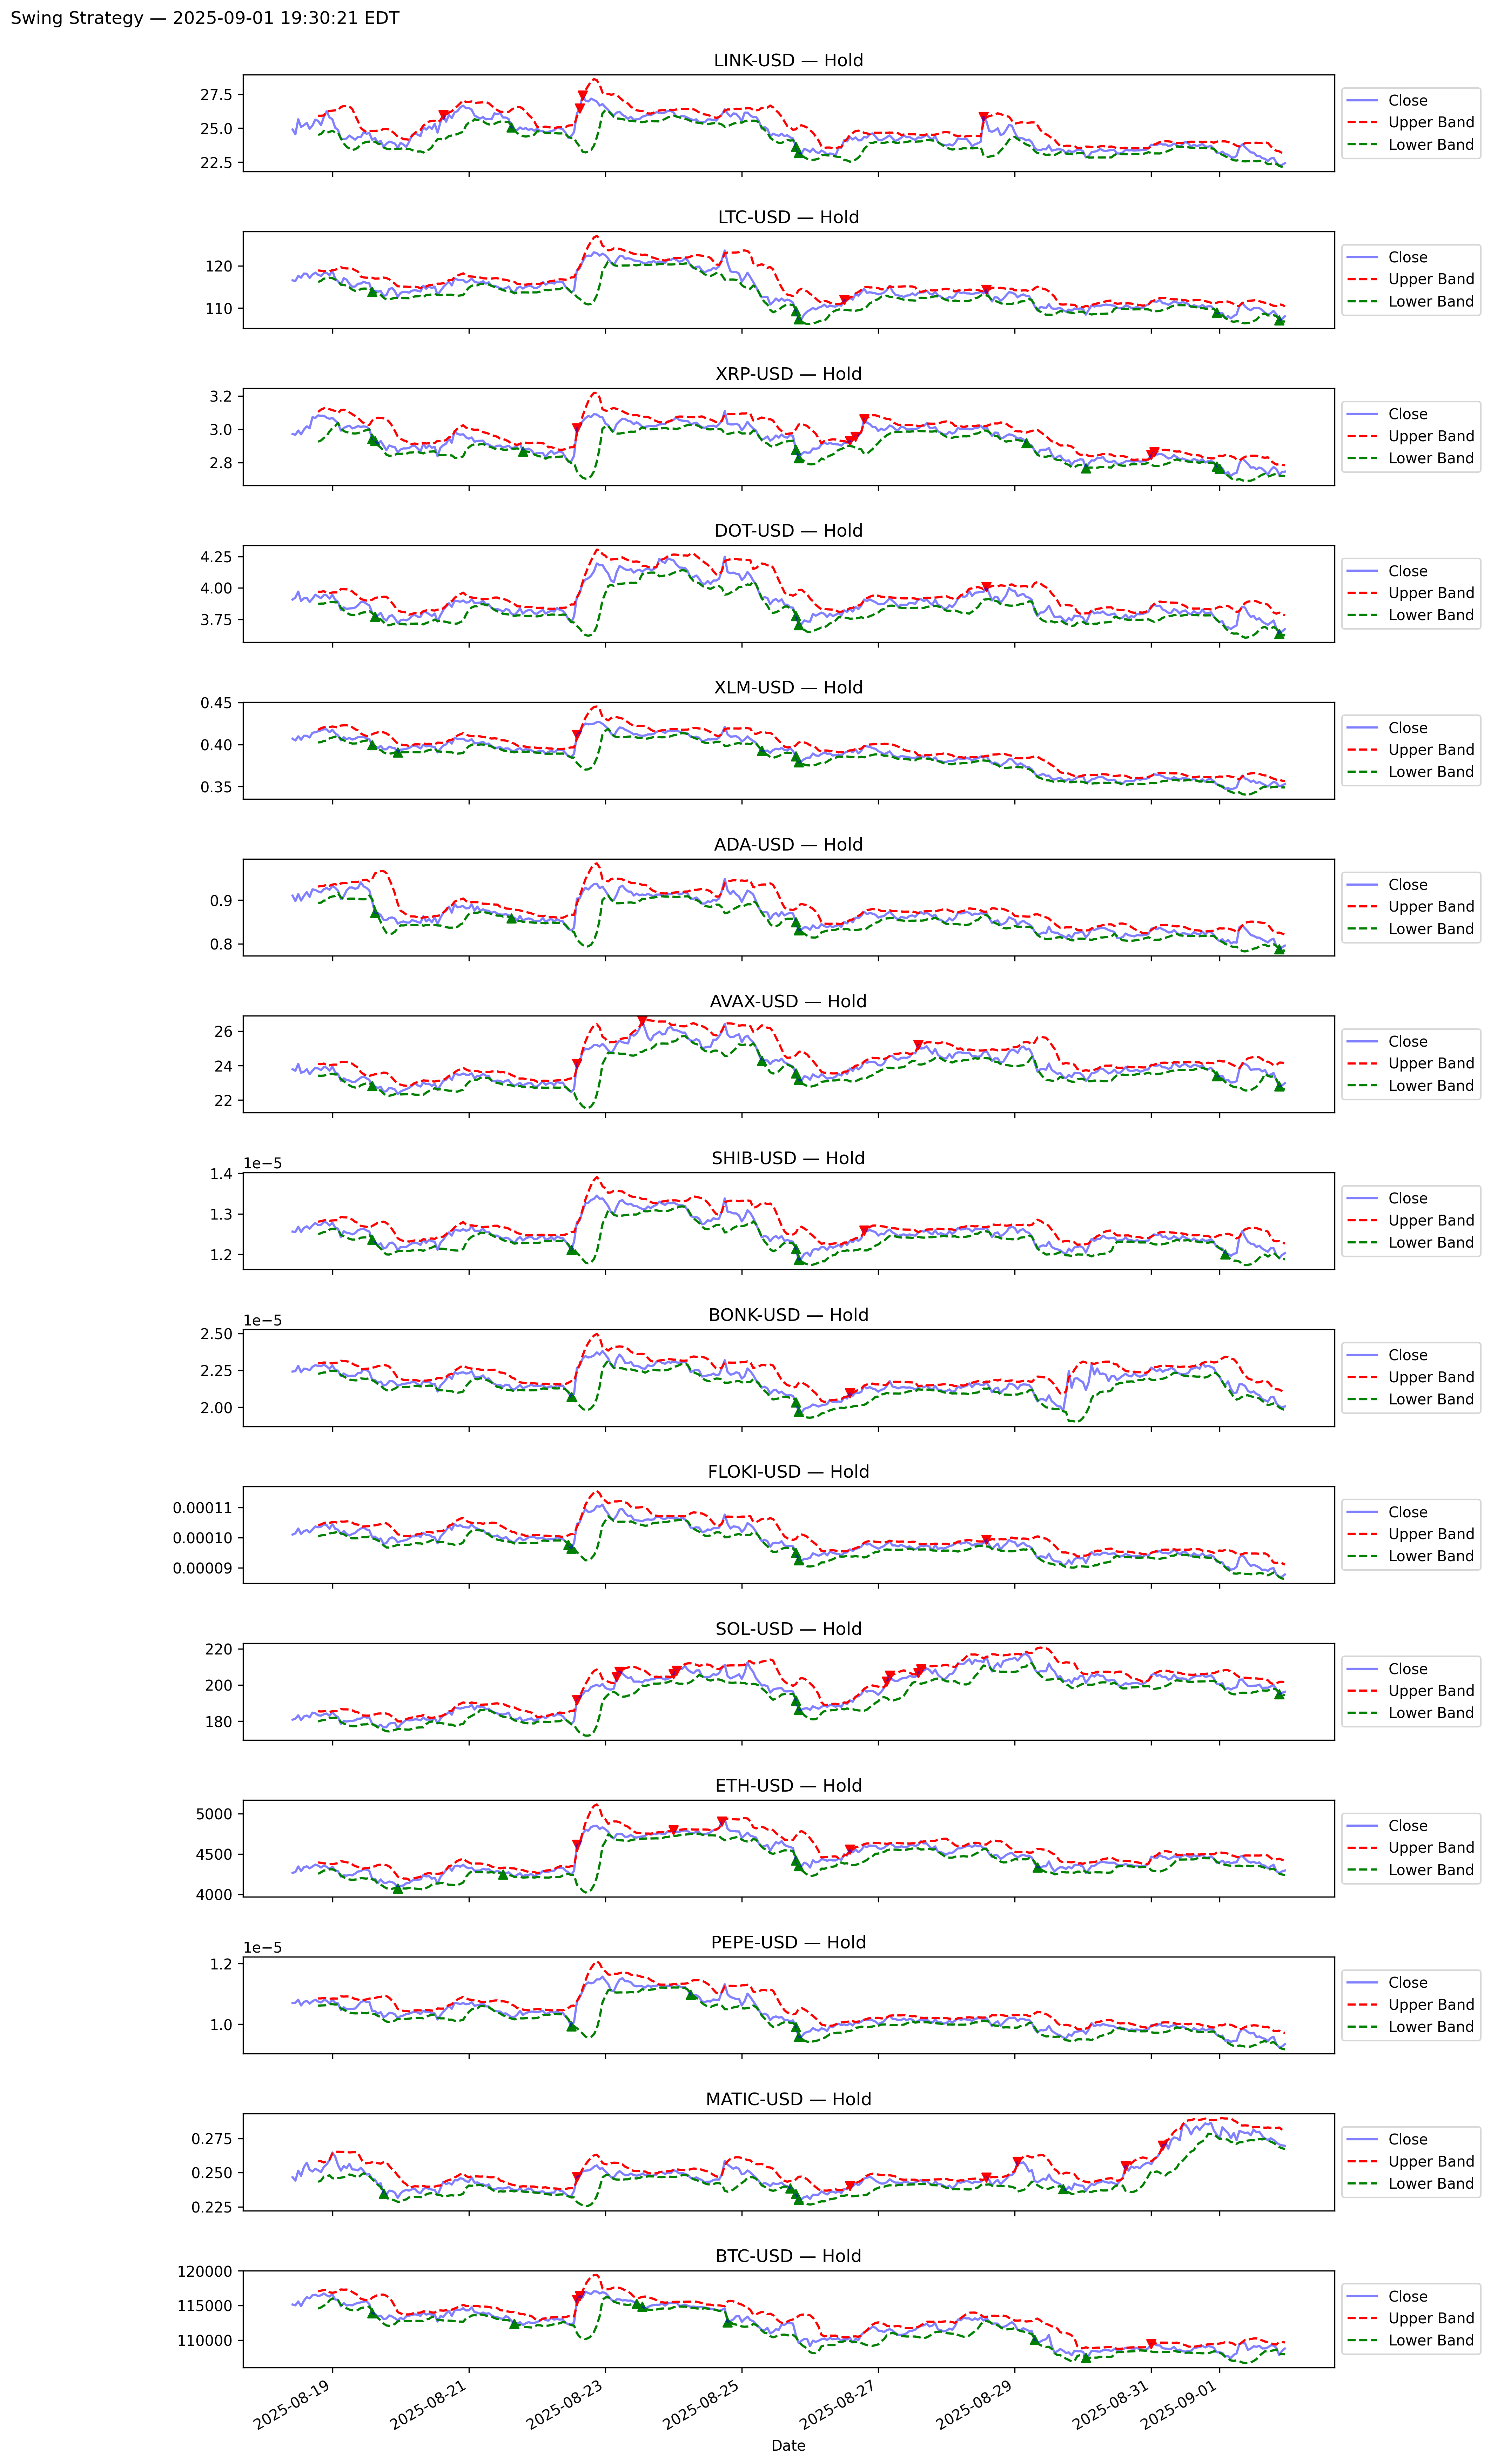 Swing Strategy — 2025-09-01 19:30:21 EDT
LINK-USD — Hold
27.5
25.0
22.5
Close
Upper Band
Lower Band
LTC-USD — Hold
120
110
Close
Upper Band
Lower Band
XRP-USD — Hold
3.2
3.0
2.8
Close
Upper Band
Lower Band
DOT-USD — Hold
4.25
4.00
3.75
Close
Upper Band
Lower Band
XLM-USD — Hold
0.45
0.40
0.35
Close
Upper Band
Lower Band
ADA-USD — Hold
0.9
0.8
Close
Upper Band
Lower Band
AVAX-USD — Hold
26
24
22
Close
Upper Band
Lower Band
SHIB-USD — Hold
1e−5
1.4
1.3
1.2
Close
Upper Band
Lower Band
BONK-USD — Hold
1e−5
2.50
2.25
2.00
Close
Upper Band
Lower Band
FLOKI-USD — Hold
0.00011
0.00010
0.00009
Close
Upper Band
Lower Band
SOL-USD — Hold
220
200
180
Close
Upper Band
Lower Band
ETH-USD — Hold
5000
4500
4000
Close
Upper Band
Lower Band
PEPE-USD — Hold
1e−5
1.2
1.0
Close
Upper Band
Lower Band
MATIC-USD — Hold
0.275
0.250
0.225
Close
Upper Band
Lower Band
BTC-USD — Hold
120000
115000
110000
Close
Upper Band
Lower Band
2025-08-19
2025-08-21
2025-08-23
2025-08-25
2025-08-27
2025-08-29
2025-08-31
2025-09-01
Date